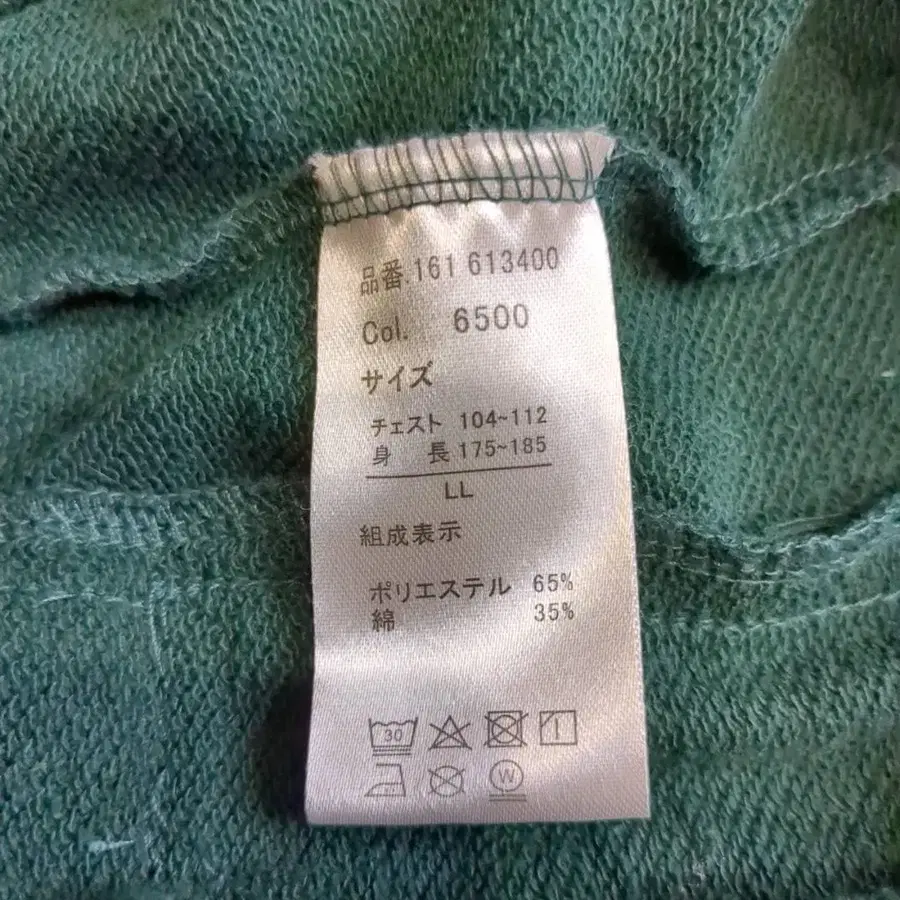 品番.161 613400
Col. 6500
サイズ
チェスト 104~112
身 長 175~185
LL
組成表示
ポリエステル 65%
綿 35%
30
W